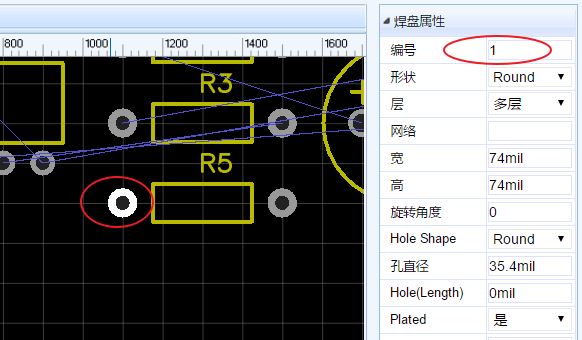 焊盘属性
800 1000 1200 1400 1600
编号 1
形状 Round
R3
层 多层
网络
宽 74mil
R5
高 74mil
旋转角度 0
Hole Shape Round
孔直径 35.4mil
Hole(Length) 0mil
Plated 是